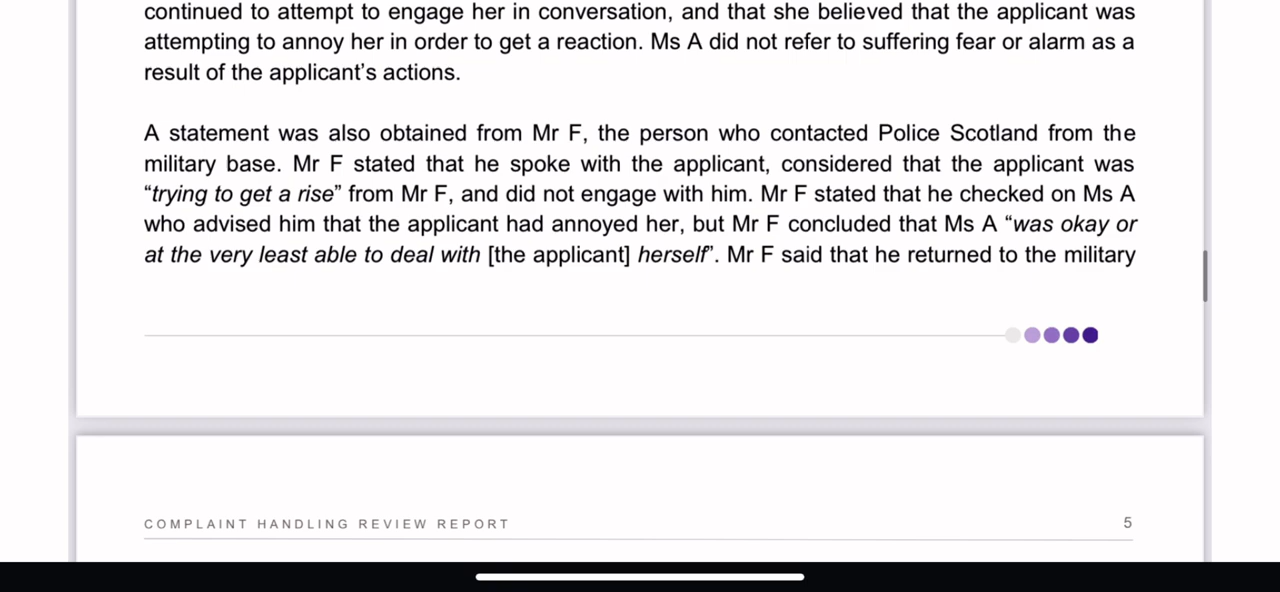 continued to attempt to engage her in conversation, and that she believed that the applicant was
attempting to annoy her in order to get a reaction. Ms A did not refer to suffering fear or alarm as a
result of the applicant’s actions.
A statement was also obtained from Mr F, the person who contacted Police Scotland from the
military base. Mr F stated that he spoke with the applicant, considered that the applicant was
“trying to get a rise” from Mr F, and did not engage with him. Mr F stated that he checked on Ms A
who advised him that the applicant had annoyed her, but Mr F concluded that Ms A “was okay or
at the very least able to deal with [the applicant] herself”. Mr F said that he returned to the military
COMPLAINT HANDLING REVIEW REPORT 5